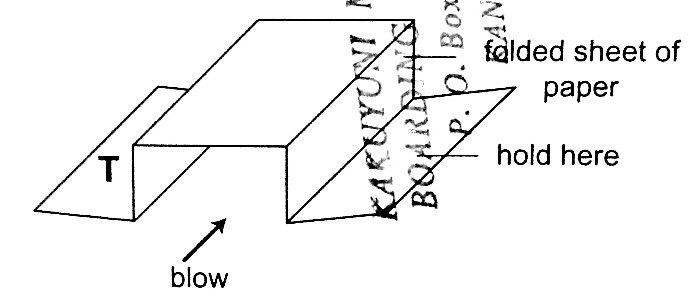 folded sheet of
paper
T
hold here
blow
KAKUYUNI
BOARDING
P. O. Box